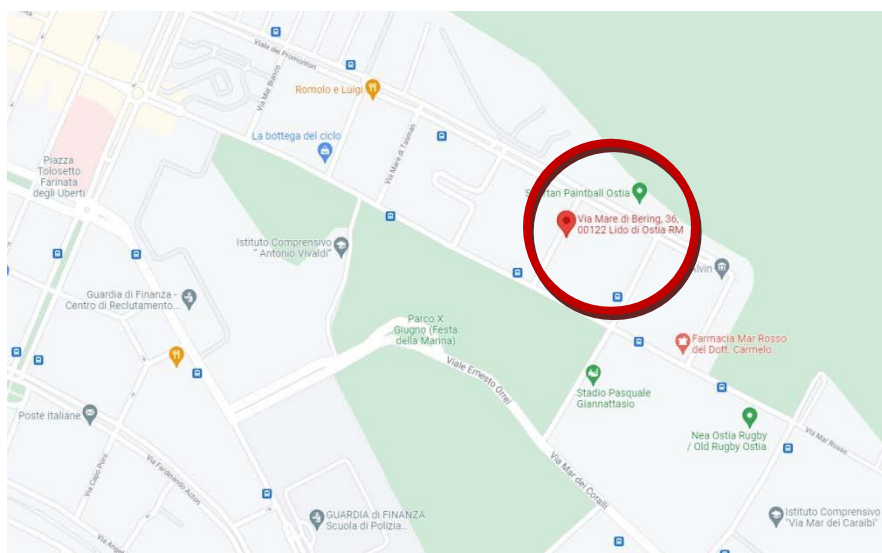 Viale dei Promontori
Romolo e Luigi
Via Mar Bianco
La bottega del ciclo
Via Mare di Tasman
Piazza
Tolosetto
Farinata
degli Uberti
Paintball Ostia
Via Mare di Bering, 36,
00122 Lido di Ostia RM
Istituto Comprensivo
"Antonio Vivaldi"
Alvin
Guardia di Finanza -
Centro di Reclutamento...
Parco X
Giugno (Festa
della Marina)
Farmacia Mar Rosso
del Dott. Carmelo...
Viale Ernesto Orrei
Stadio Pasquale
Giannattasio
Poste Italiane
Nea Ostia Rugby
/ Old Rugby Ostia
Via Mar Rosso
Via Capo Poro
Via Ferdinando Acton
Via Mar dei Coralli
GUARDIA di FINANZA
Scuola di Polizia...
Istituto Comprensivo
"Via Mar dei Caraibi"
Via Angel